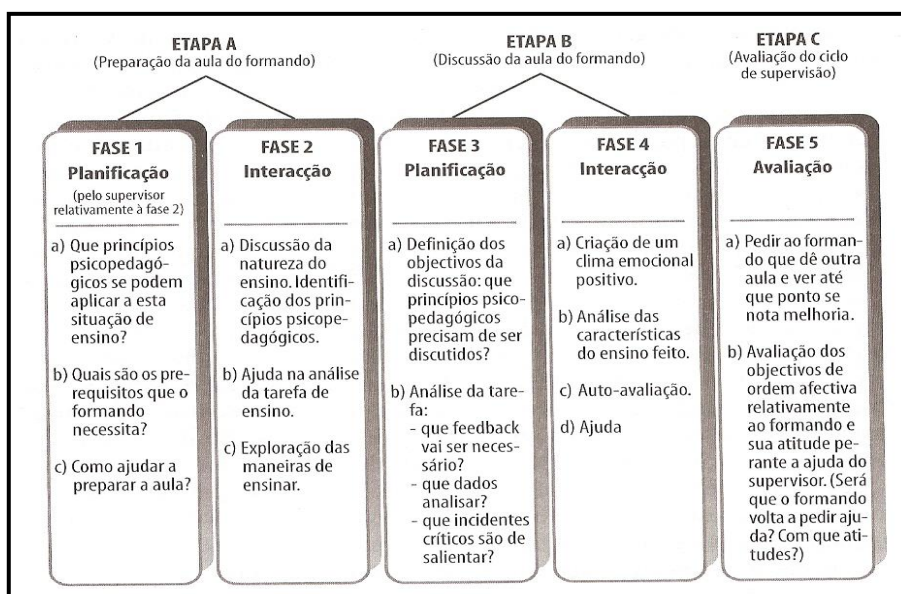 ETAPA A
(Preparação da aula do formando)
ETAPA B
(Discussão da aula do formando)
ETAPA C
(Avaliação do ciclo
de supervisão)
FASE 1
Planificação
(pelo supervisor
relativamente à fase 2)
a) Que princípios
psicopedagó-
gicos se podem
aplicar a esta
situação de
ensino?
b) Quais são os pre-
requisitos que o
formando
necessita?
c) Como ajudar a
preparar a aula?
FASE 2
Interacção
a) Discussão da
natureza do
ensino. Identifi-
cação dos prin-
cípios psicope-
dagógicos.
b) Ajuda na análise
da tarefa de
ensino.
c) Exploração das
maneiras de
ensinar.
FASE 3
Planificação
a) Definição dos
objectivos da
discussão: que
princípios psico-
pedagógicos
precisam de ser
discutidos?
b) Análise da tare-
fa:
- que feedback
vai ser neces-
sário?
- que dados
analisar?
- que incidentes
críticos são de
salientar?
FASE 4
Interacção
a) Criação de um
clima emocional
positivo.
b) Análise das
características
do ensino feito.
c) Auto-avaliação.
d) Ajuda
FASE 5
Avaliação
a) Pedir ao forman-
do que dê outra
aula e ver até
que ponto se
nota melhoria.
b) Avaliação dos
objectivos de
ordem afectiva
relativamente
ao formando e
sua atitude pe-
rante a ajuda do
supervisor. (Será
que o formando
volta a pedir aju-
da? Com que ati-
tudes?)